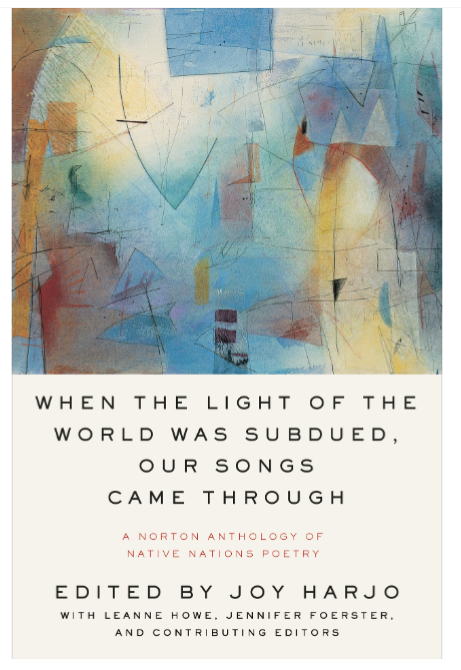 WHEN THE LIGHT OF THE
WORLD WAS SUBDUED,
OUR SONGS
CAME THROUGH
A NORTON ANTHOLOGY OF
NATIVE NATIONS POETRY
EDITED BY JOY HARJO
WITH LEANNE HOWE, JENNIFER FOERSTER,
AND CONTRIBUTING EDITORS